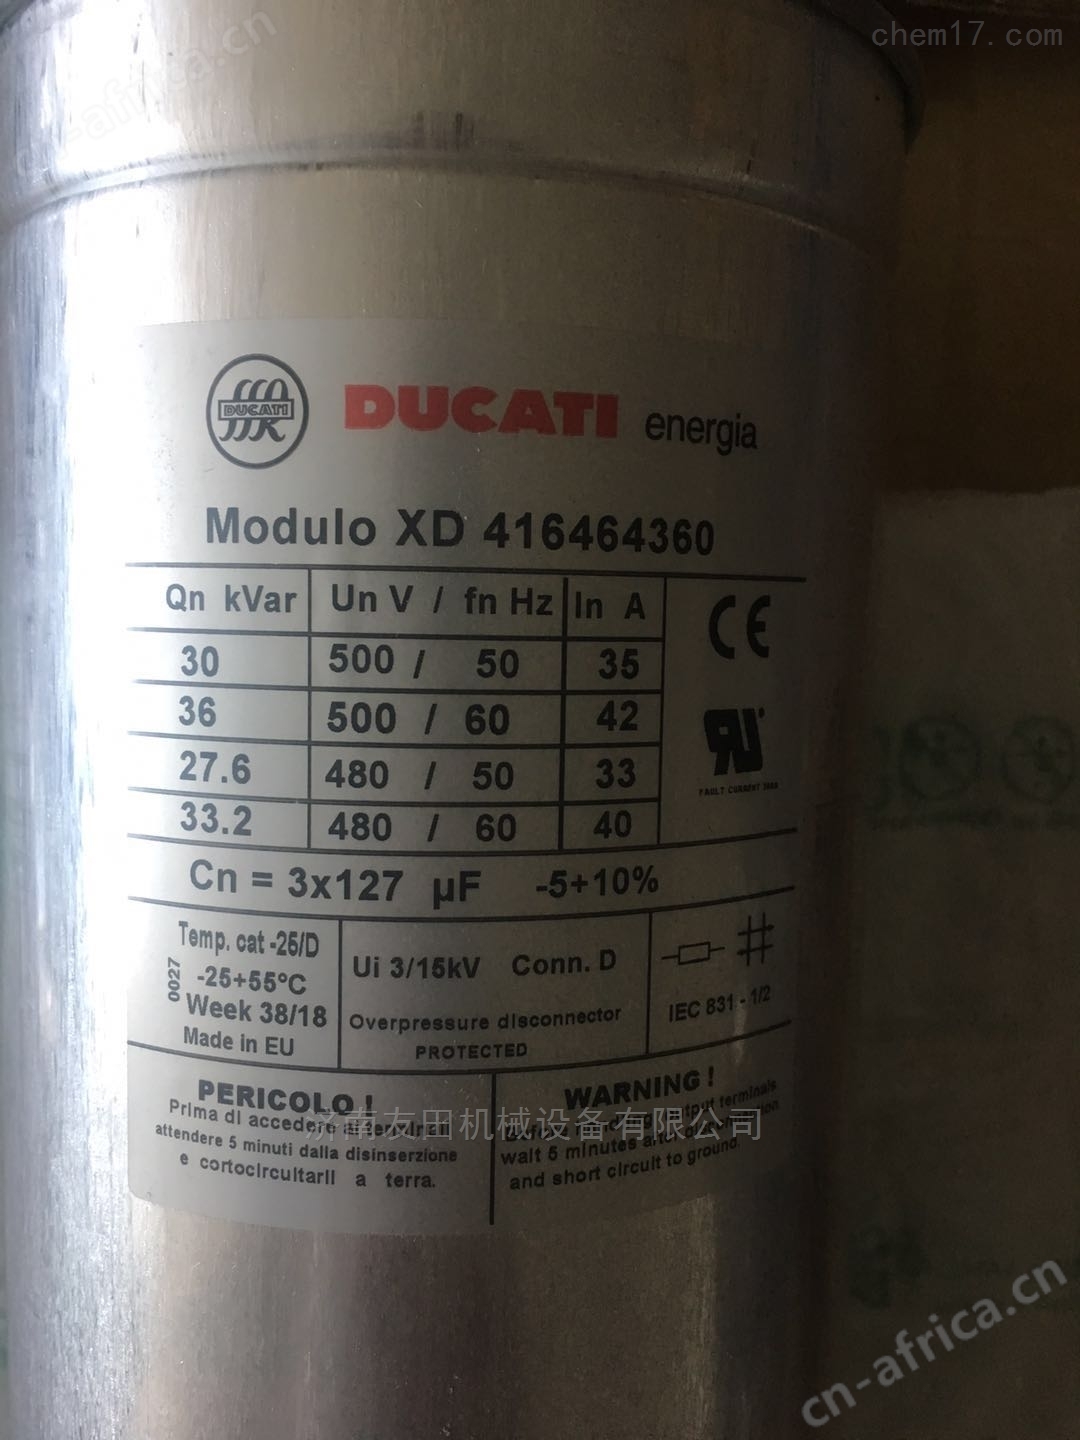 chem17. com
cn-africa.cn
DUCATI
DUCATI energia
Modulo XD 416464360
Qn kVar Un V / fn Hz In A
30 500 / 50 35
36 500 / 60 42
27.6 480 / 50 33
33.2 480 / 60 40
CE
FAULT CURRENT
Cn = 3x127 µF -5+10%
Temp. cat -25/D
-25+55°C
0027
Week 38/18
Made in EU
Ui 3/15kV Conn. D
Overpressure disconnector
PROTECTED
IEC 831 - 1/2
PERICOLO !
Prima di accedere
attendere 5 minuti dalla disinserzione
e cortocircuitarli a terra.
WARNING !
output terminals
wait 5 minutes after
and short circuit to ground.
济南友田机械设备有限公司
cn-africa.cn